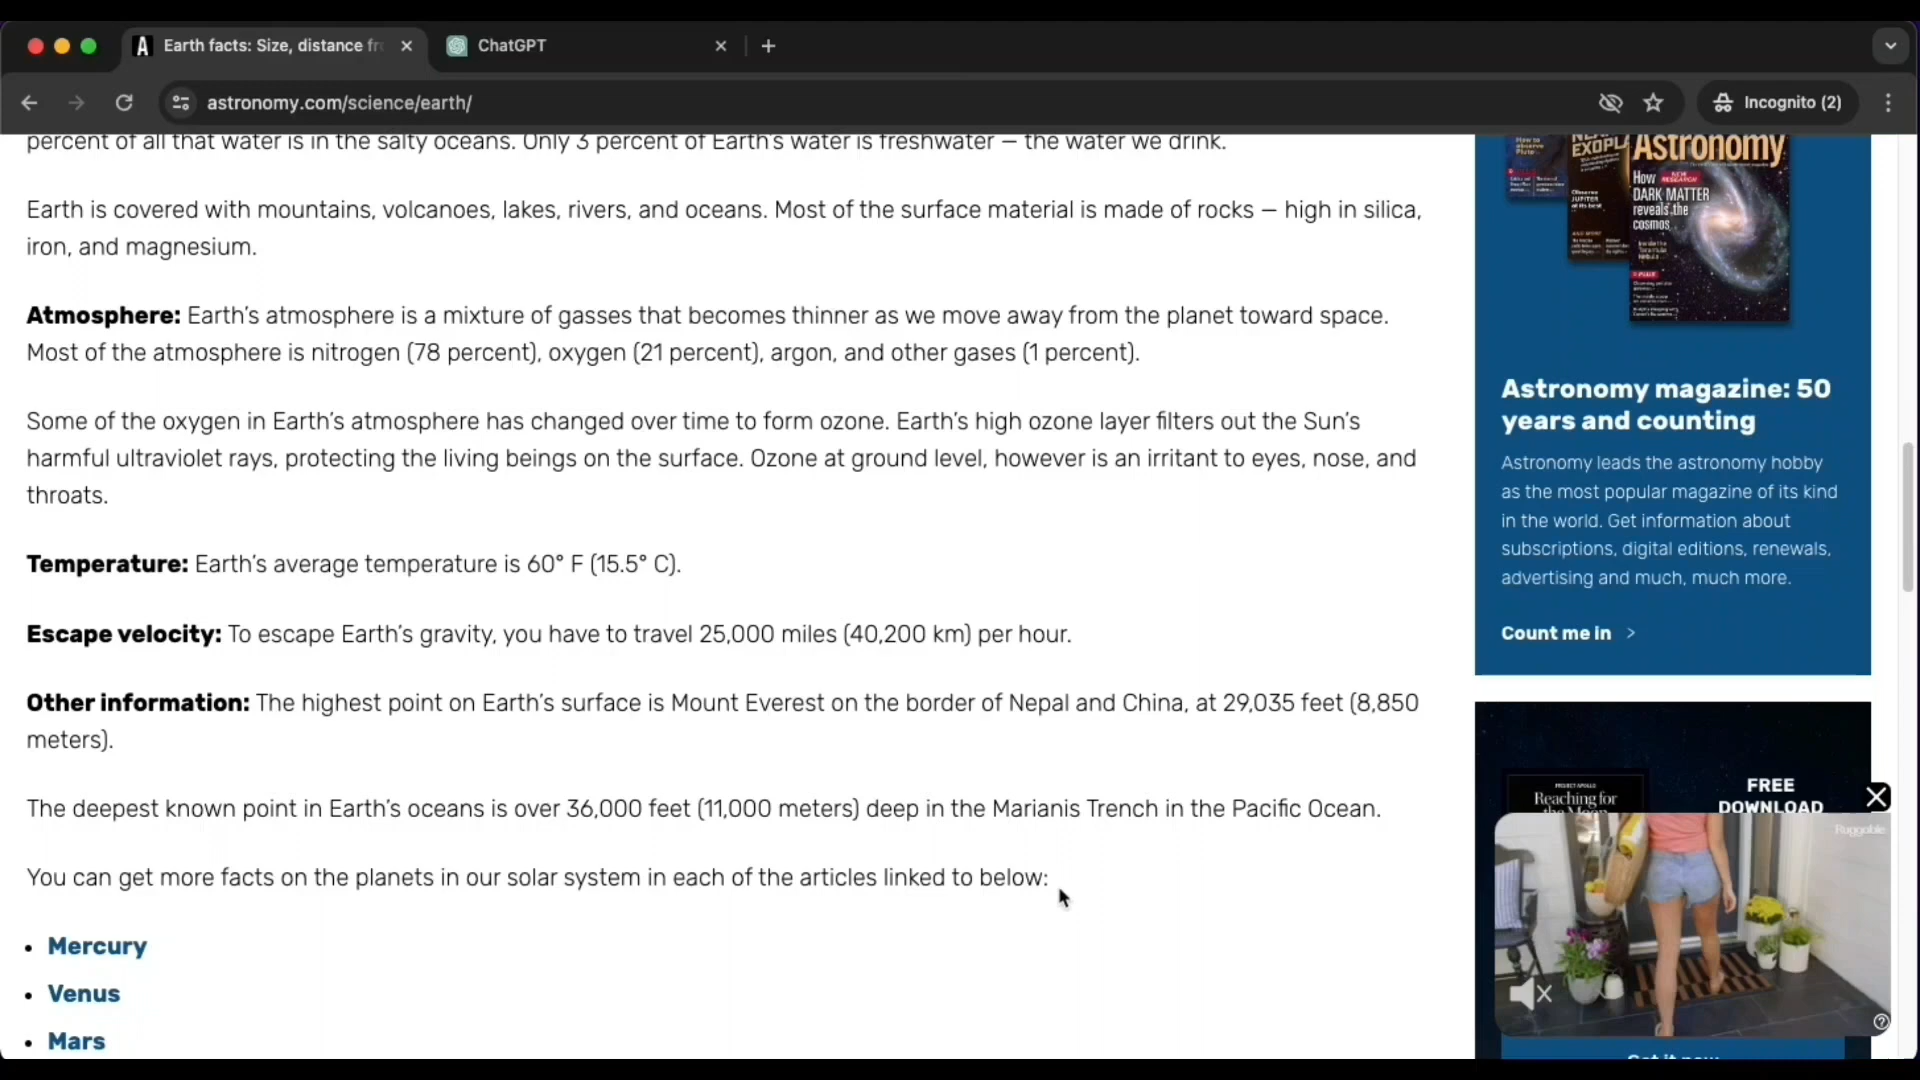 Earth facts: Size, distance fr
ChatGPT
astronomy.com/science/earth/
Incognito (2)
percent of all that water is in the salty oceans. Only 3 percent of Earth's water is freshwater — the water we drink.
Earth is covered with mountains, volcanoes, lakes, rivers, and oceans. Most of the surface material is made of rocks — high in silica,
iron, and magnesium.
Atmosphere: Earth's atmosphere is a mixture of gasses that becomes thinner as we move away from the planet toward space.
Most of the atmosphere is nitrogen (78 percent), oxygen (21 percent), argon, and other gases (1 percent).
Some of the oxygen in Earth's atmosphere has changed over time to form ozone. Earth's high ozone layer filters out the Sun's
harmful ultraviolet rays, protecting the living beings on the surface. Ozone at ground level, however is an irritant to eyes, nose, and
throats.
Temperature: Earth's average temperature is 60° F (15.5° C).
Escape velocity: To escape Earth's gravity, you have to travel 25,000 miles (40,200 km) per hour.
Other information: The highest point on Earth's surface is Mount Everest on the border of Nepal and China, at 29,035 feet (8,850
meters).
The deepest known point in Earth's oceans is over 36,000 feet (11,000 meters) deep in the Marianis Trench in the Pacific Ocean.
You can get more facts on the planets in our solar system in each of the articles linked to below:
• Mercury
• Venus
• Mars
Astronomy
How
NEW RESEARCH
DARK MATTER
reveals the
cosmos
Astronomy magazine: 50
years and counting
Astronomy leads the astronomy hobby
as the most popular magazine of its kind
in the world. Get information about
subscriptions, digital editions, renewals,
advertising and much, much more.
Count me in >
Reaching for
the Moon
FREE
DOWNLOAD
Ruggable
Get it now